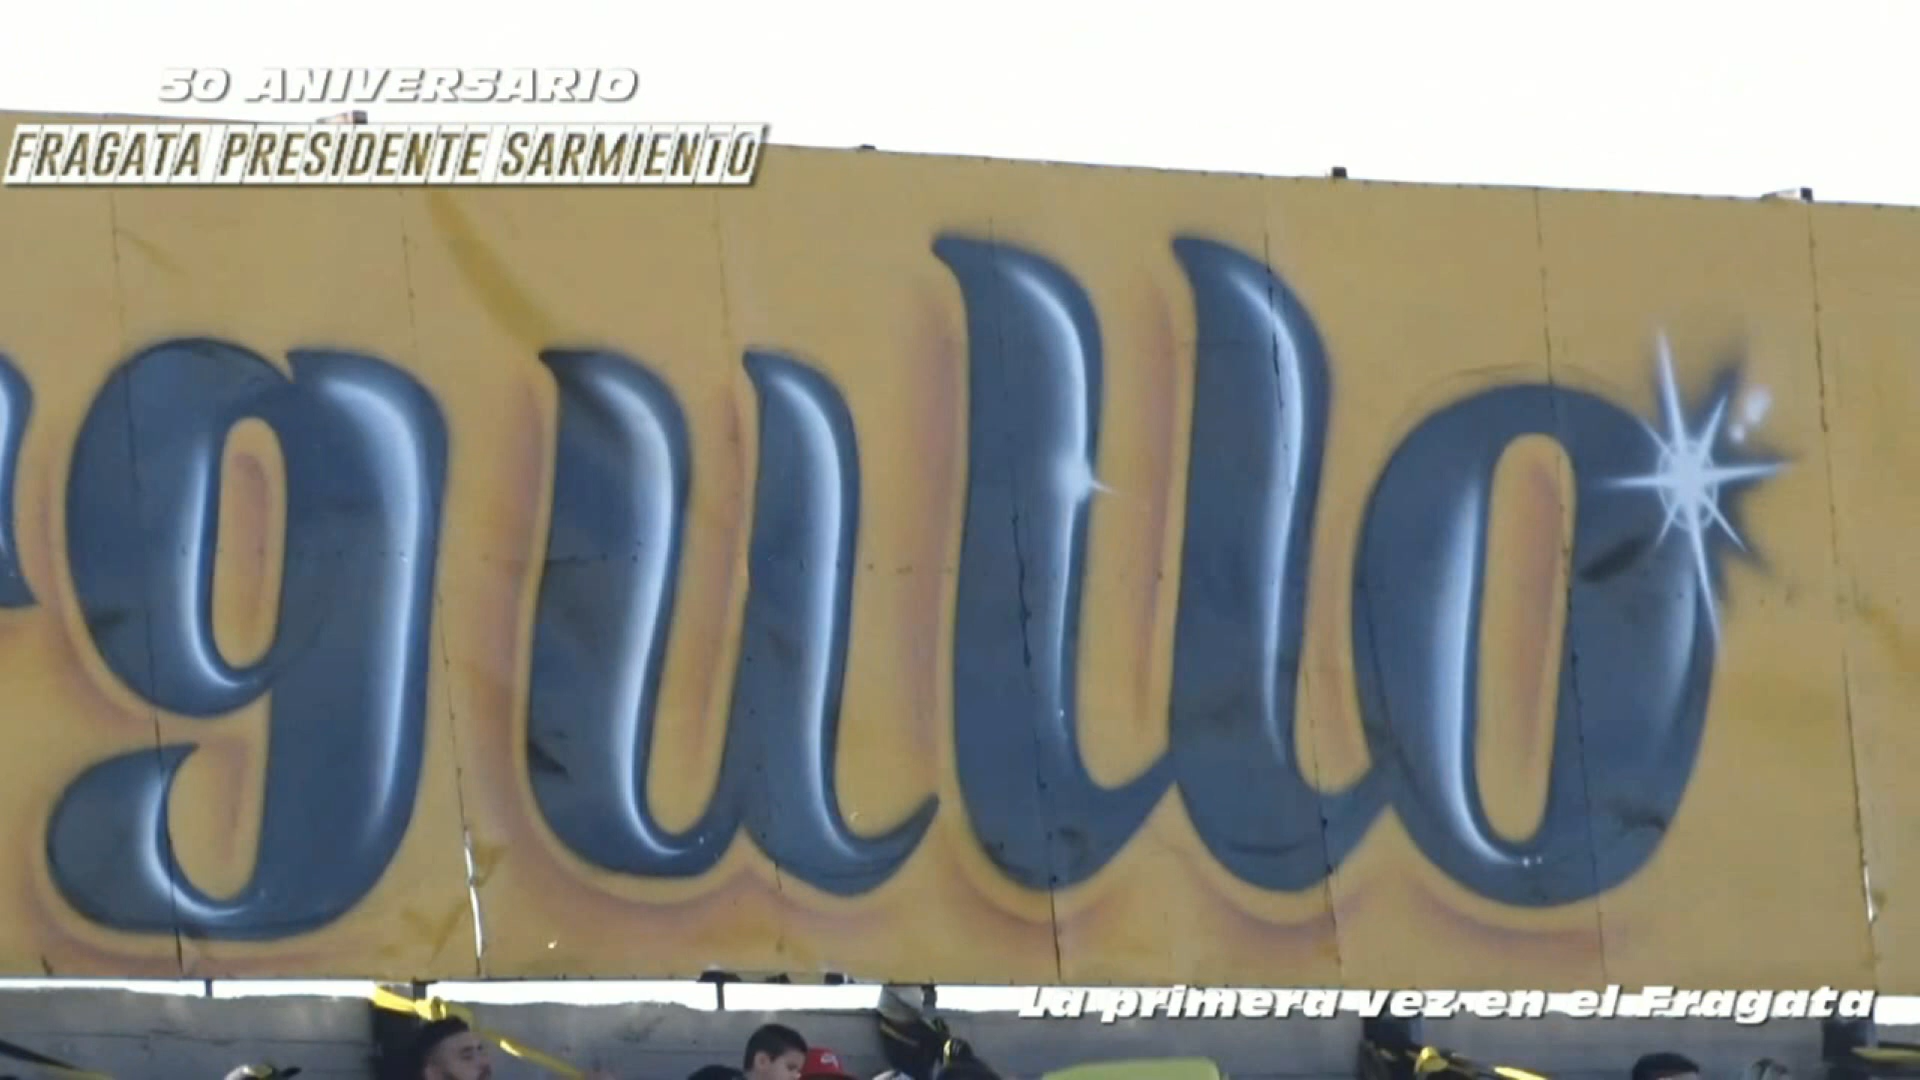 50 ANIVERSARIO
FRAGATA PRESIDENTE SARMIENTO
gullo
La primera vez en el Fragata